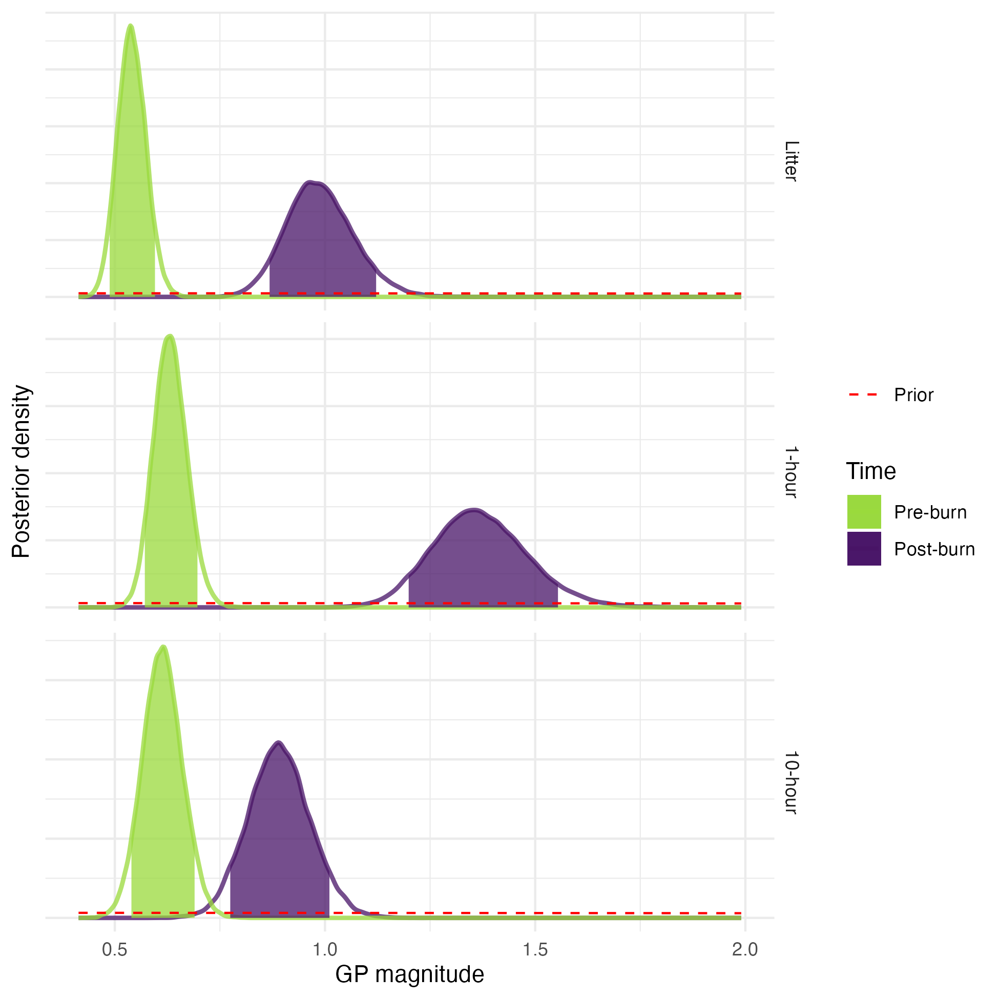 Posterior density
Litter
1-hour
10-hour
0.5 1.0 1.5 2.0
GP magnitude
Prior
Time
Pre-burn
Post-burn